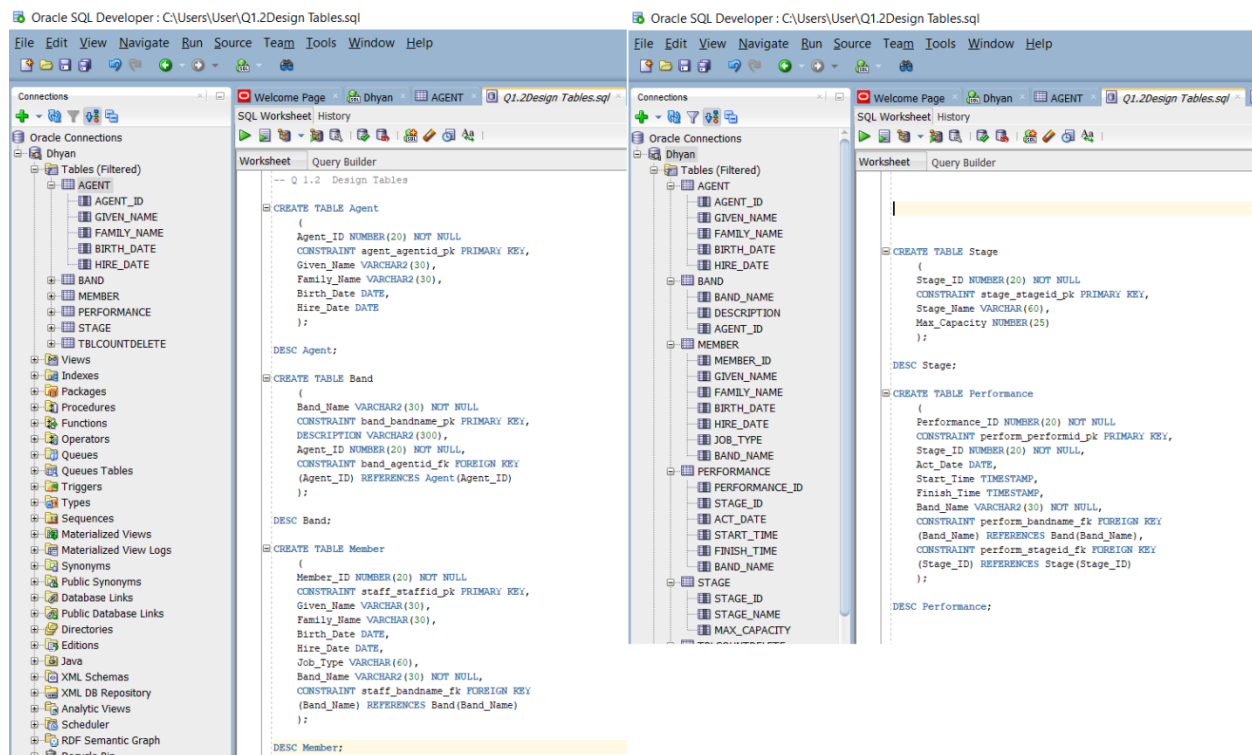 Oracle SQL Developer : C:\Users\User\Q1.2Design Tables.sql
File Edit View Navigate Run Source Team Tools Window Help
Connections
Oracle Connections
Dhyan
Tables (Filtered)
AGENT
AGENT_ID
GIVEN_NAME
FAMILY_NAME
BIRTH_DATE
HIRE_DATE
BAND
MEMBER
PERFORMANCE
STAGE
TBLCOUNTDELETE
Views
Indexes
Packages
Procedures
Functions
Operators
Queues
Queues Tables
Triggers
Types
Sequences
Materialized Views
Materialized View Logs
Synonyms
Public Synonyms
Database Links
Public Database Links
Directories
Editions
Java
XML Schemas
XML DB Repository
Analytic Views
Scheduler
RDF Semantic Graph
Recycle Bin
Welcome Page Dhyan AGENT Q1.2Design Tables.sql
SQL Worksheet History
Worksheet Query Builder
-- Q 1.2 Design Tables
CREATE TABLE Agent
(
Agent_ID NUMBER(20) NOT NULL
CONSTRAINT agent_agentid_pk PRIMARY KEY,
Given_Name VARCHAR2(30),
Family_Name VARCHAR2(30),
Birth_Date DATE,
Hire_Date DATE
);
DESC Agent;
CREATE TABLE Band
(
Band_Name VARCHAR2(30) NOT NULL
CONSTRAINT band_bandname_pk PRIMARY KEY,
DESCRIPTION VARCHAR2(300),
Agent_ID NUMBER(20) NOT NULL,
CONSTRAINT band_agentid_fk FOREIGN KEY
(Agent_ID) REFERENCES Agent(Agent_ID)
);
DESC Band;
CREATE TABLE Member
(
Member_ID NUMBER(20) NOT NULL
CONSTRAINT staff_staffid_pk PRIMARY KEY,
Given_Name VARCHAR(30),
Family_Name VARCHAR(30),
Birth_Date DATE,
Hire_Date DATE,
Job_Type VARCHAR(60),
Band_Name VARCHAR2(30) NOT NULL,
CONSTRAINT staff_bandname_fk FOREIGN KEY
(Band_Name) REFERENCES Band(Band_Name)
);
DESC Member;
Oracle SQL Developer : C:\Users\User\Q1.2Design Tables.sql
File Edit View Navigate Run Source Team Tools Window Help
Connections
Oracle Connections
Dhyan
Tables (Filtered)
AGENT
AGENT_ID
GIVEN_NAME
FAMILY_NAME
BIRTH_DATE
HIRE_DATE
BAND
BAND_NAME
DESCRIPTION
AGENT_ID
MEMBER
MEMBER_ID
GIVEN_NAME
FAMILY_NAME
BIRTH_DATE
HIRE_DATE
JOB_TYPE
BAND_NAME
PERFORMANCE
PERFORMANCE_ID
STAGE_ID
ACT_DATE
START_TIME
FINISH_TIME
BAND_NAME
STAGE
STAGE_ID
STAGE_NAME
MAX_CAPACITY
TBLCOUNTDELETE
Welcome Page Dhyan AGENT Q1.2Design Tables.sql
SQL Worksheet History
Worksheet Query Builder
CREATE TABLE Stage
(
Stage_ID NUMBER(20) NOT NULL
CONSTRAINT stage_stageid_pk PRIMARY KEY,
Stage_Name VARCHAR(60),
Max_Capacity NUMBER(25)
);
DESC Stage;
CREATE TABLE Performance
(
Performance_ID NUMBER(20) NOT NULL
CONSTRAINT perform_performid_pk PRIMARY KEY,
Stage_ID NUMBER(20) NOT NULL,
Act_Date DATE,
Start_Time TIMESTAMP,
Finish_Time TIMESTAMP,
Band_Name VARCHAR2(30) NOT NULL,
CONSTRAINT perform_bandname_fk FOREIGN KEY
(Band_Name) REFERENCES Band(Band_Name),
CONSTRAINT perform_stageid_fk FOREIGN KEY
(Stage_ID) REFERENCES Stage(Stage_ID)
);
DESC Performance;